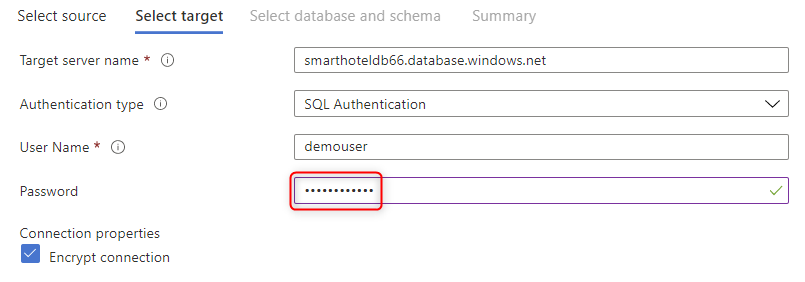 Select source Select target Select database and schema Summary
Target server name * smarthoteldb66.database.windows.net
Authentication type SQL Authentication
User Name * demouser
Password ••••••••••••
Connection properties
Encrypt connection